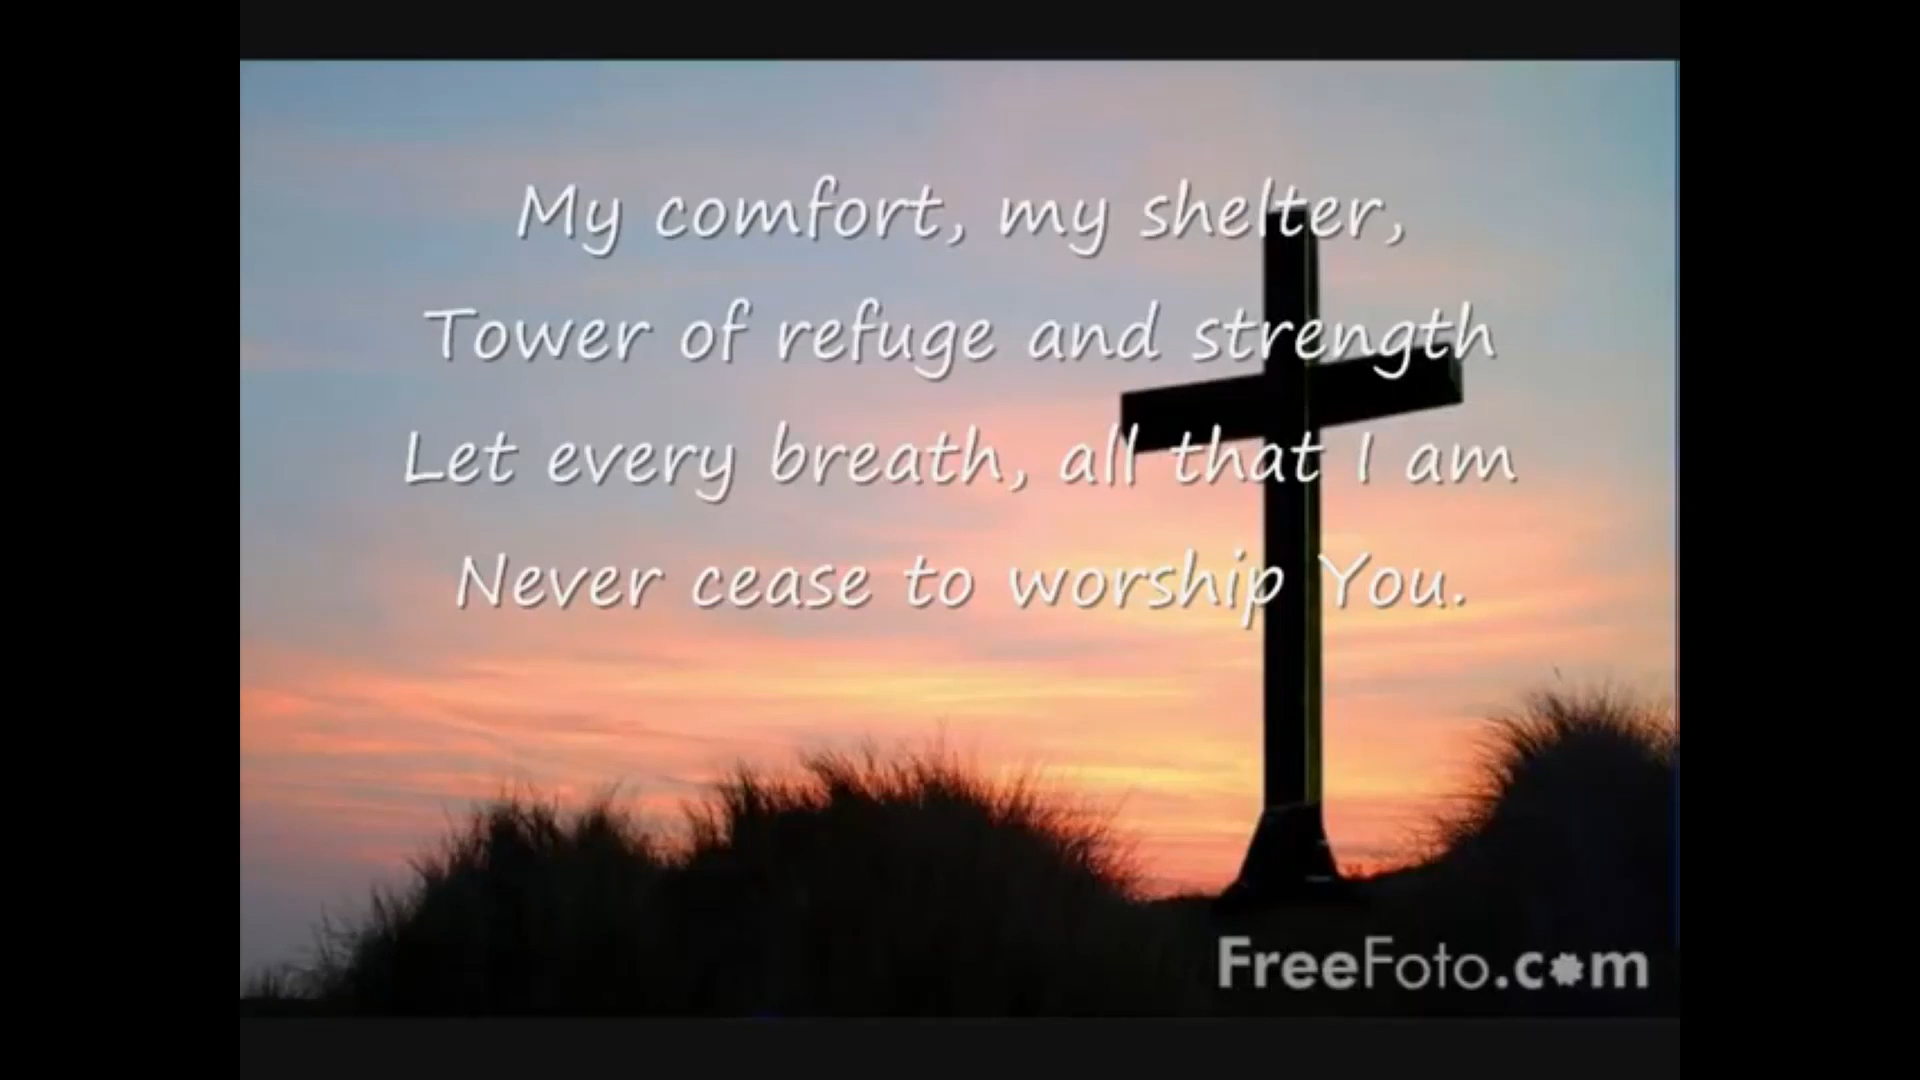 My comfort, my shelter,
Tower of refuge and strength
Let every breath, all that I am
Never cease to worship You.
FreeFoto.com